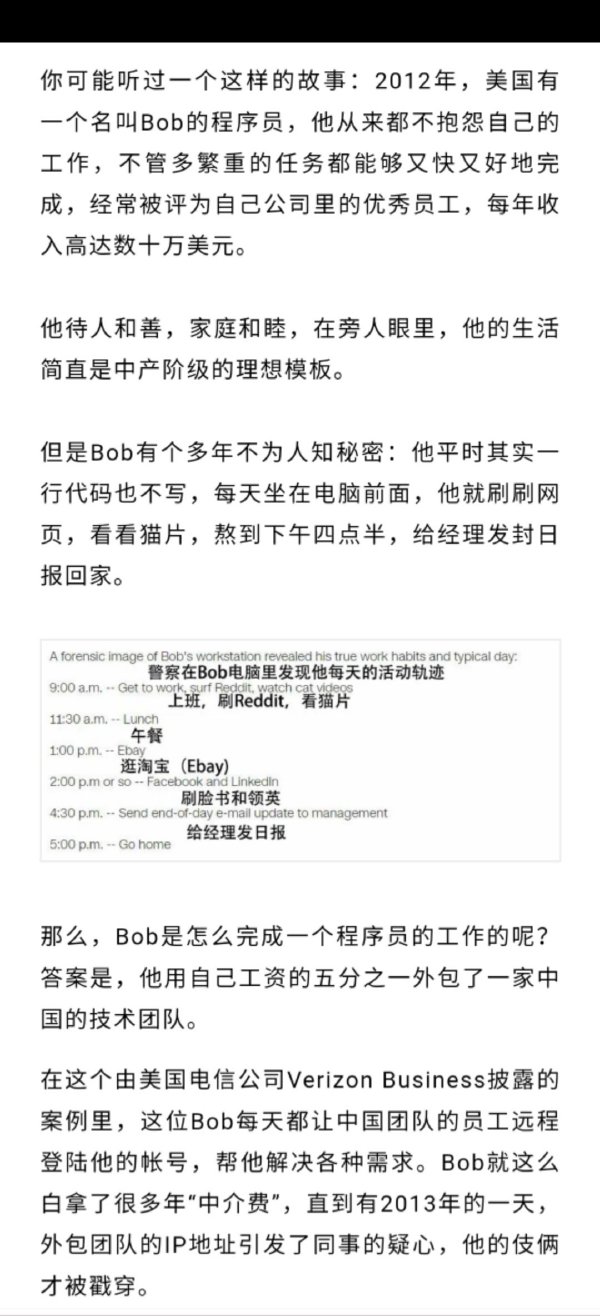 你可能听过一个这样的故事：2012年，美国有
一个名叫Bob的程序员，他从来都不抱怨自己的
工作，不管多繁重的任务都能够又快又好地完
成，经常被评为自己公司里的优秀员工，每年收
入高达数十万美元。
他待人和善，家庭和睦，在旁人眼里，他的生活
简直是中产阶级的理想模板。
但是Bob有个多年不为人知秘密：他平时其实一
行代码也不写，每天坐在电脑前面，他就刷刷网
页，看看猫片，熬到下午四点半，给经理发封日
报回家。
A forensic image of Bob's workstation revealed his true work habits and typical day:
警察在Bob电脑里发现他每天的活动轨迹
9:00 a.m. -- Get to work, surf Reddit, watch cat videos
上班，刷Reddit，看猫片
11:30 a.m. -- Lunch
午餐
1:00 p.m. -- Ebay
逛淘宝（Ebay)
2:00 p.m or so -- Facebook and LinkedIn
刷脸书和领英
4:30 p.m. -- Send end-of-day e-mail update to management
给经理发日报
5:00 p.m. -- Go home
那么，Bob是怎么完成一个程序员的工作的呢？
答案是，他用自己工资的五分之一外包了一家中
国的技术团队。
在这个由美国电信公司Verizon Business披露的
案例里，这位Bob每天都让中国团队的员工远程
登陆他的帐号，帮他解决各种需求。Bob就这么
白拿了很多年“中介费”，直到有2013年的一天，
外包团队的IP地址引发了同事的疑心，他的伎俩
才被戳穿。